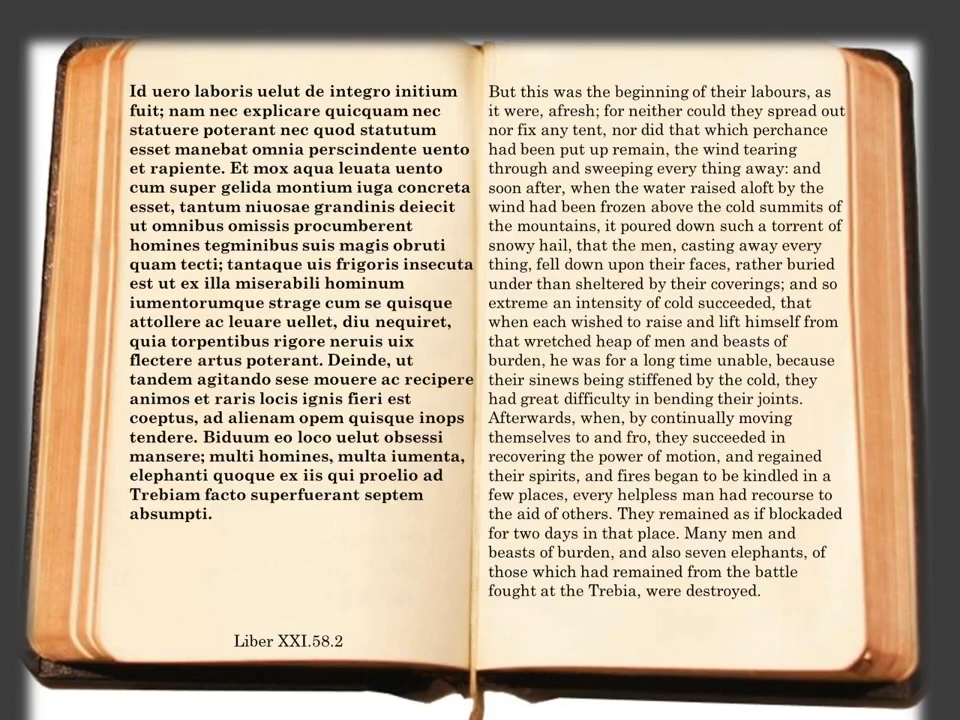 Id uero laboris uelut de integro initium
fuit; nam nec explicare quicquam nec
statuere poterant nec quod statutum
esset manebat omnia perscindente uento
et rapiente. Et mox aqua leuata uento
cum super gelida montium iuga concreta
esset, tantum niuosae grandinis deiecit
ut omnibus omissis procumberent
homines tegminibus suis magis obruti
quam tecti; tantaque uis frigoris insecuta
est ut ex illa miserabili hominum
iumentorumque strage cum se quisque
attollere ac leuare uellet, diu nequiret,
quia torpentibus rigore neruis uix
flectere artus poterant. Deinde, ut
tandem agitando sese mouere ac recipere
animos et raris locis ignis fieri est
coeptus, ad alienam opem quisque inops
tendere. Biduum eo loco uelut obsessi
mansere; multi homines, multa iumenta,
elephanti quoque ex iis qui proelio ad
Trebiam facto superfuerant septem
absumpti.
Liber XXI.58.2
But this was the beginning of their labours, as
it were, afresh; for neither could they spread out
nor fix any tent, nor did that which perchance
had been put up remain, the wind tearing
through and sweeping every thing away: and
soon after, when the water raised aloft by the
wind had been frozen above the cold summits of
the mountains, it poured down such a torrent of
snowy hail, that the men, casting away every
thing, fell down upon their faces, rather buried
under than sheltered by their coverings; and so
extreme an intensity of cold succeeded, that
when each wished to raise and lift himself from
that wretched heap of men and beasts of
burden, he was for a long time unable, because
their sinews being stiffened by the cold, they
had great difficulty in bending their joints.
Afterwards, when, by continually moving
themselves to and fro, they succeeded in
recovering the power of motion, and regained
their spirits, and fires began to be kindled in a
few places, every helpless man had recourse to
the aid of others. They remained as if blockaded
for two days in that place. Many men and
beasts of burden, and also seven elephants, of
those which had remained from the battle
fought at the Trebia, were destroyed.